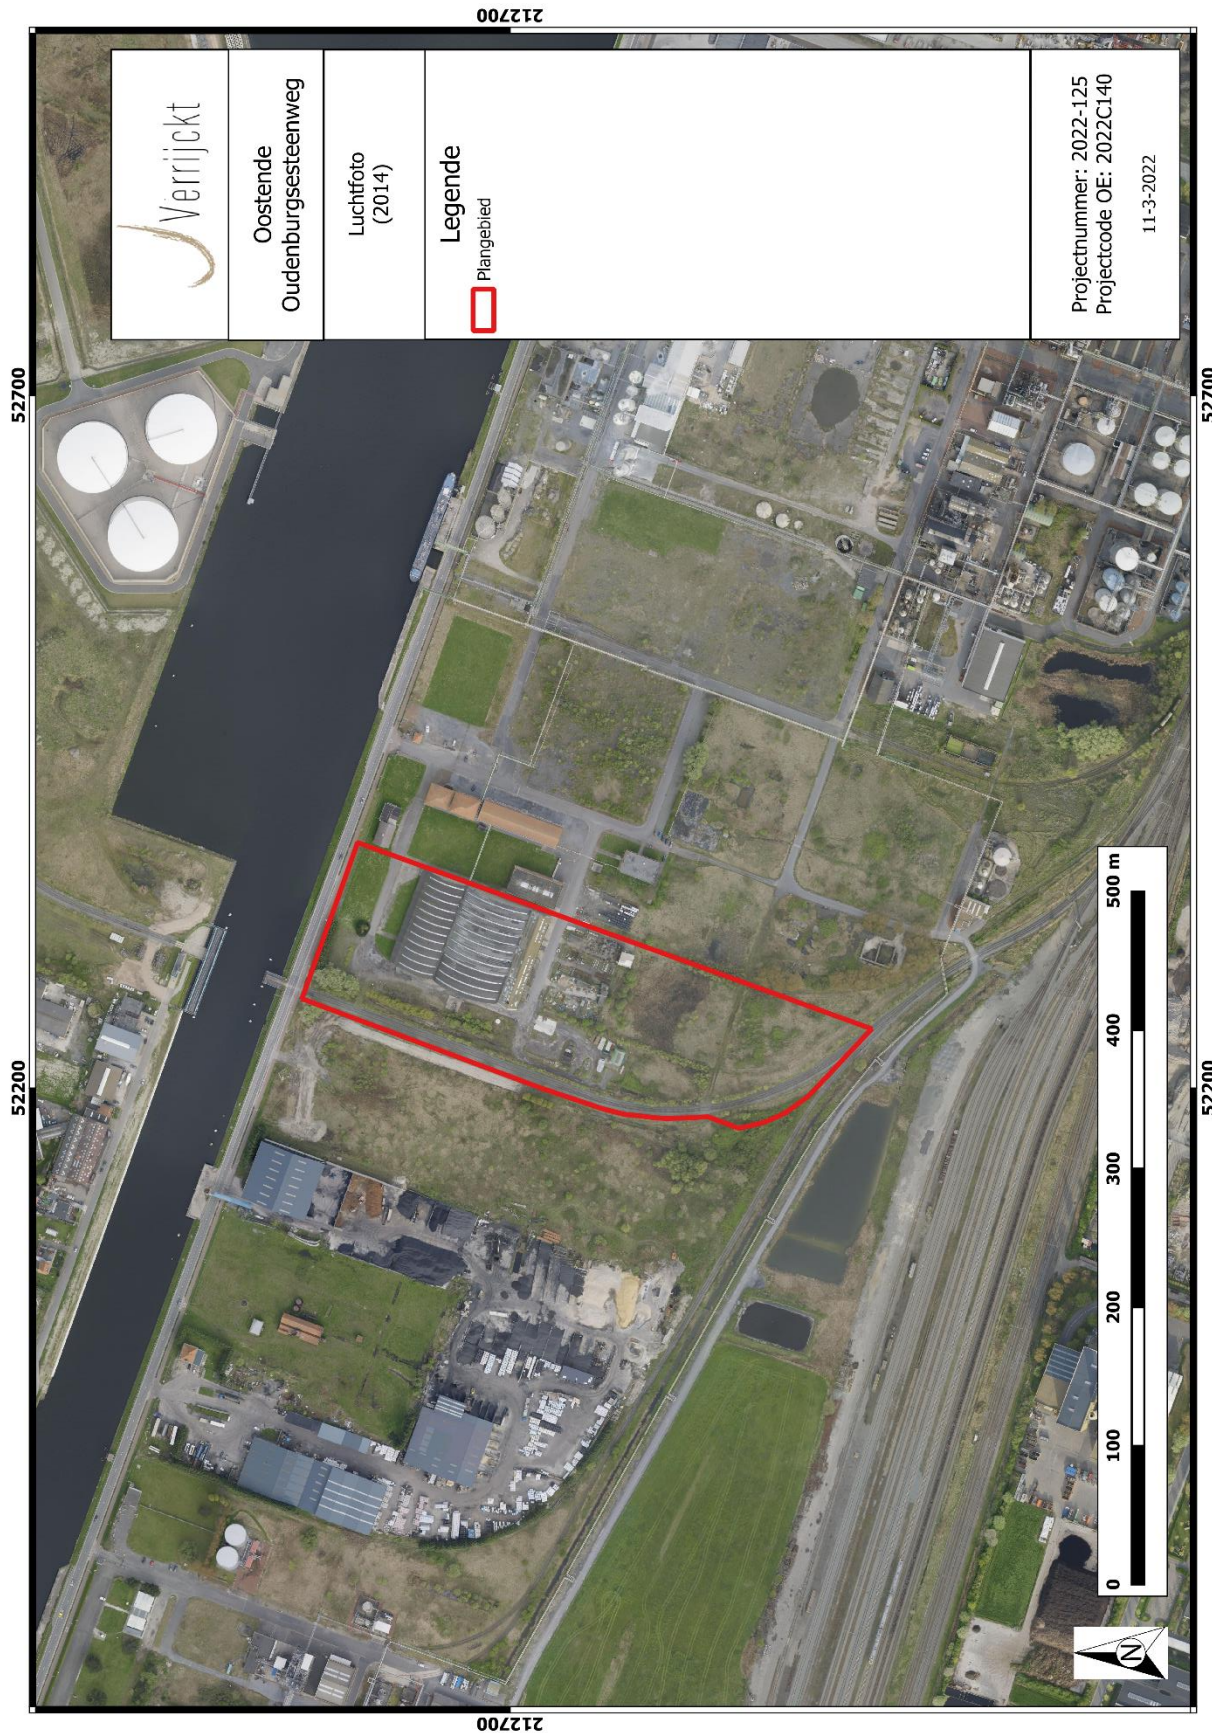 Verrijckt
Oostende
Oudenburgsesteenweg
Luchtfoto
(2014)
Legende
Plangebied
Projectnummer: 2022-125
Projectcode OE: 2022C140
11-3-2022
52200
52700
212700
212700
52200
52700
0 100 200 300 400 500 m
N